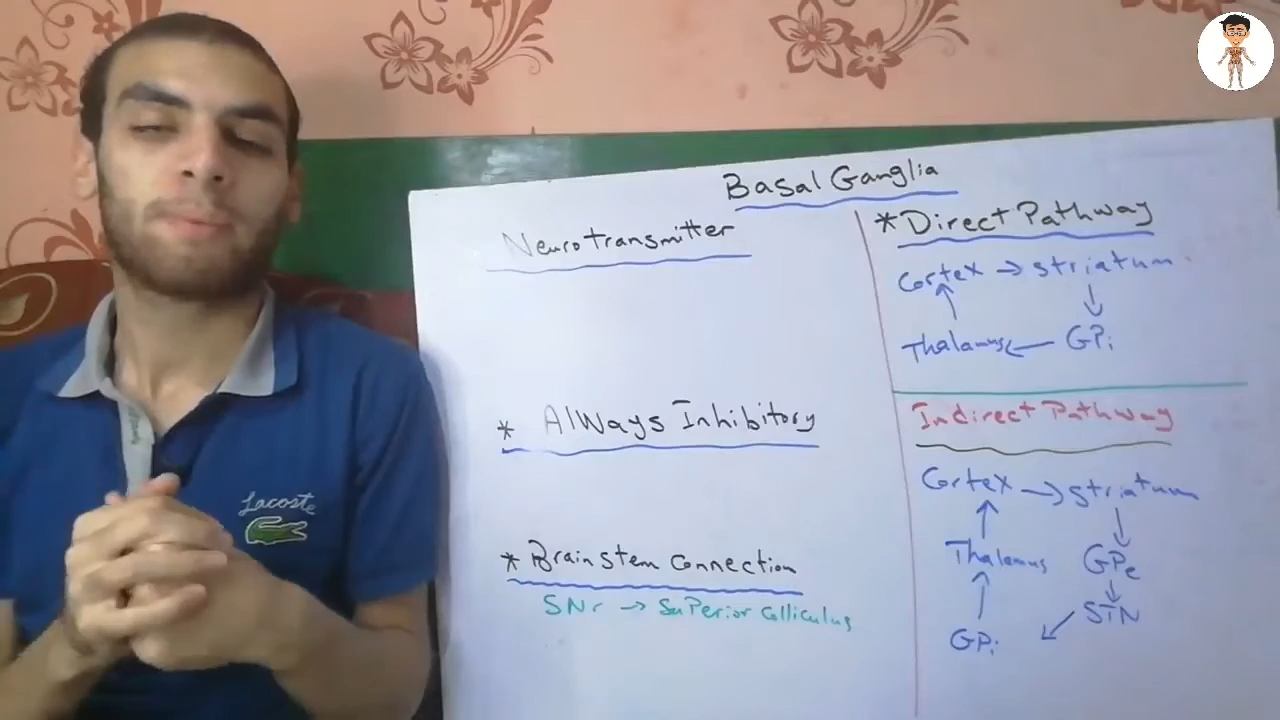 Basal Ganglia
Neurotransmitter
* Always Inhibitory
* Brainstem Connection
SNr → Superior Colliculus
* Direct Pathway
Cortex → striatum
Thalamus ← GPi
Indirect Pathway
Cortex → striatum
Thalamus GPe
STN
GPi
Lacoste